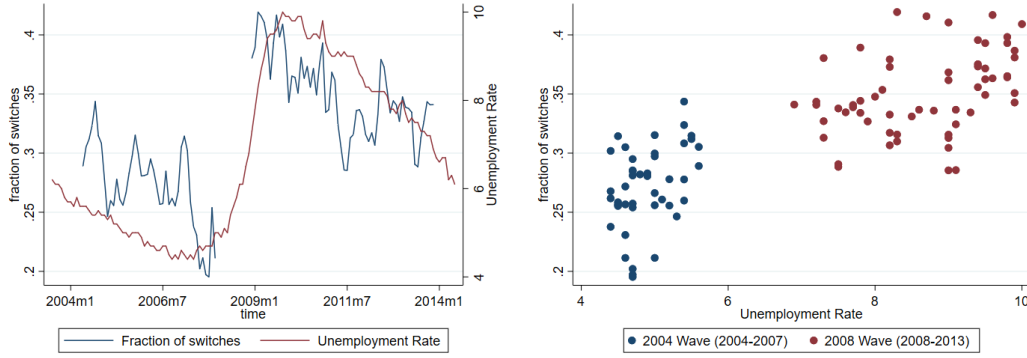 fraction of switches
.4
.35
.3
.25
.2
10
8
6
4
Unemployment Rate
2004m1 2006m7 2009m1 2011m7 2014m1
time
Fraction of switches Unemployment Rate
fraction of switches
.4
.35
.3
.25
.2
4 6 8 10
Unemployment Rate
2004 Wave (2004-2007) 2008 Wave (2008-2013)